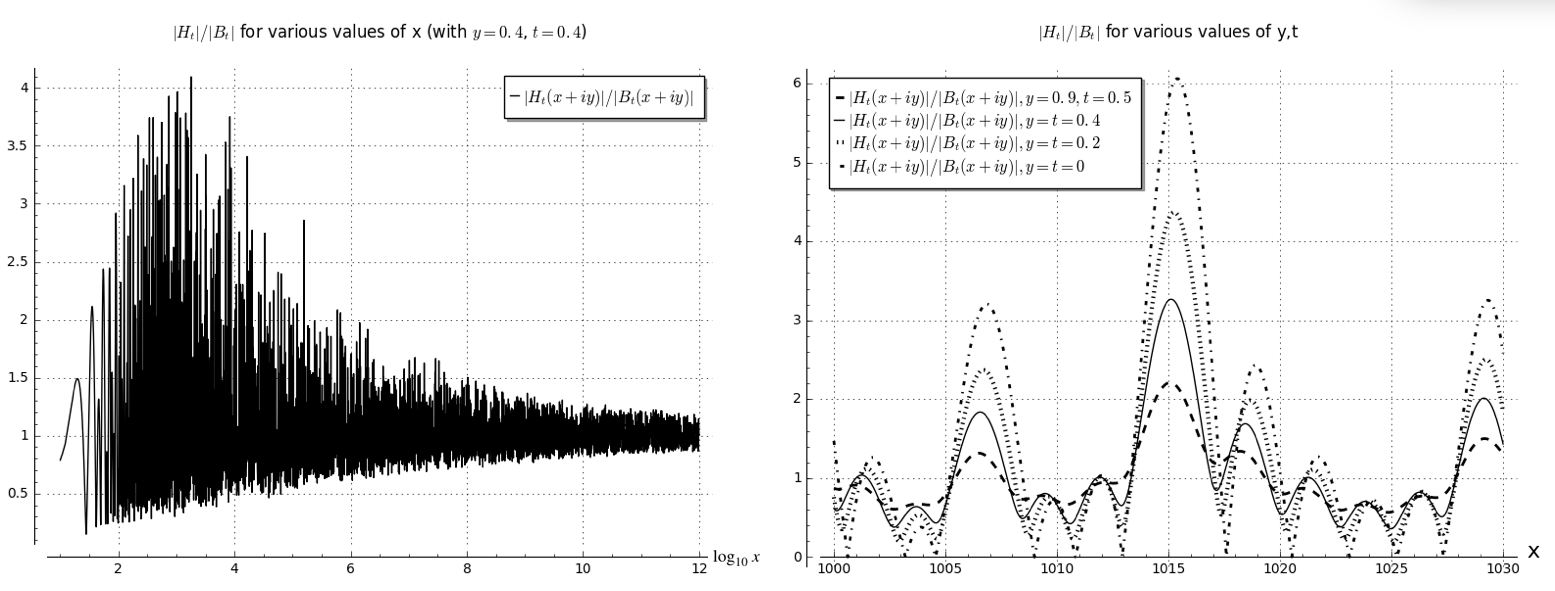 |H_t|/|B_t| for various values of x (with y=0.4, t=0.4)
4
3.5
3
2.5
2
1.5
1
0.5
−|H_t(x+iy)|/|B_t(x+iy)|
2 4 6 8 10 12
log₁₀ x
|H_t|/|B_t| for various values of y,t
6
5
4
3
2
1
0
|H_t(x+iy)|/|B_t(x+iy)|, y=0.9, t=0.5
|H_t(x+iy)|/|B_t(x+iy)|, y=t=0.4
|H_t(x+iy)|/|B_t(x+iy)|, y=t=0.2
|H_t(x+iy)|/|B_t(x+iy)|, y=t=0
1000 1005 1010 1015 1020 1025 1030
x